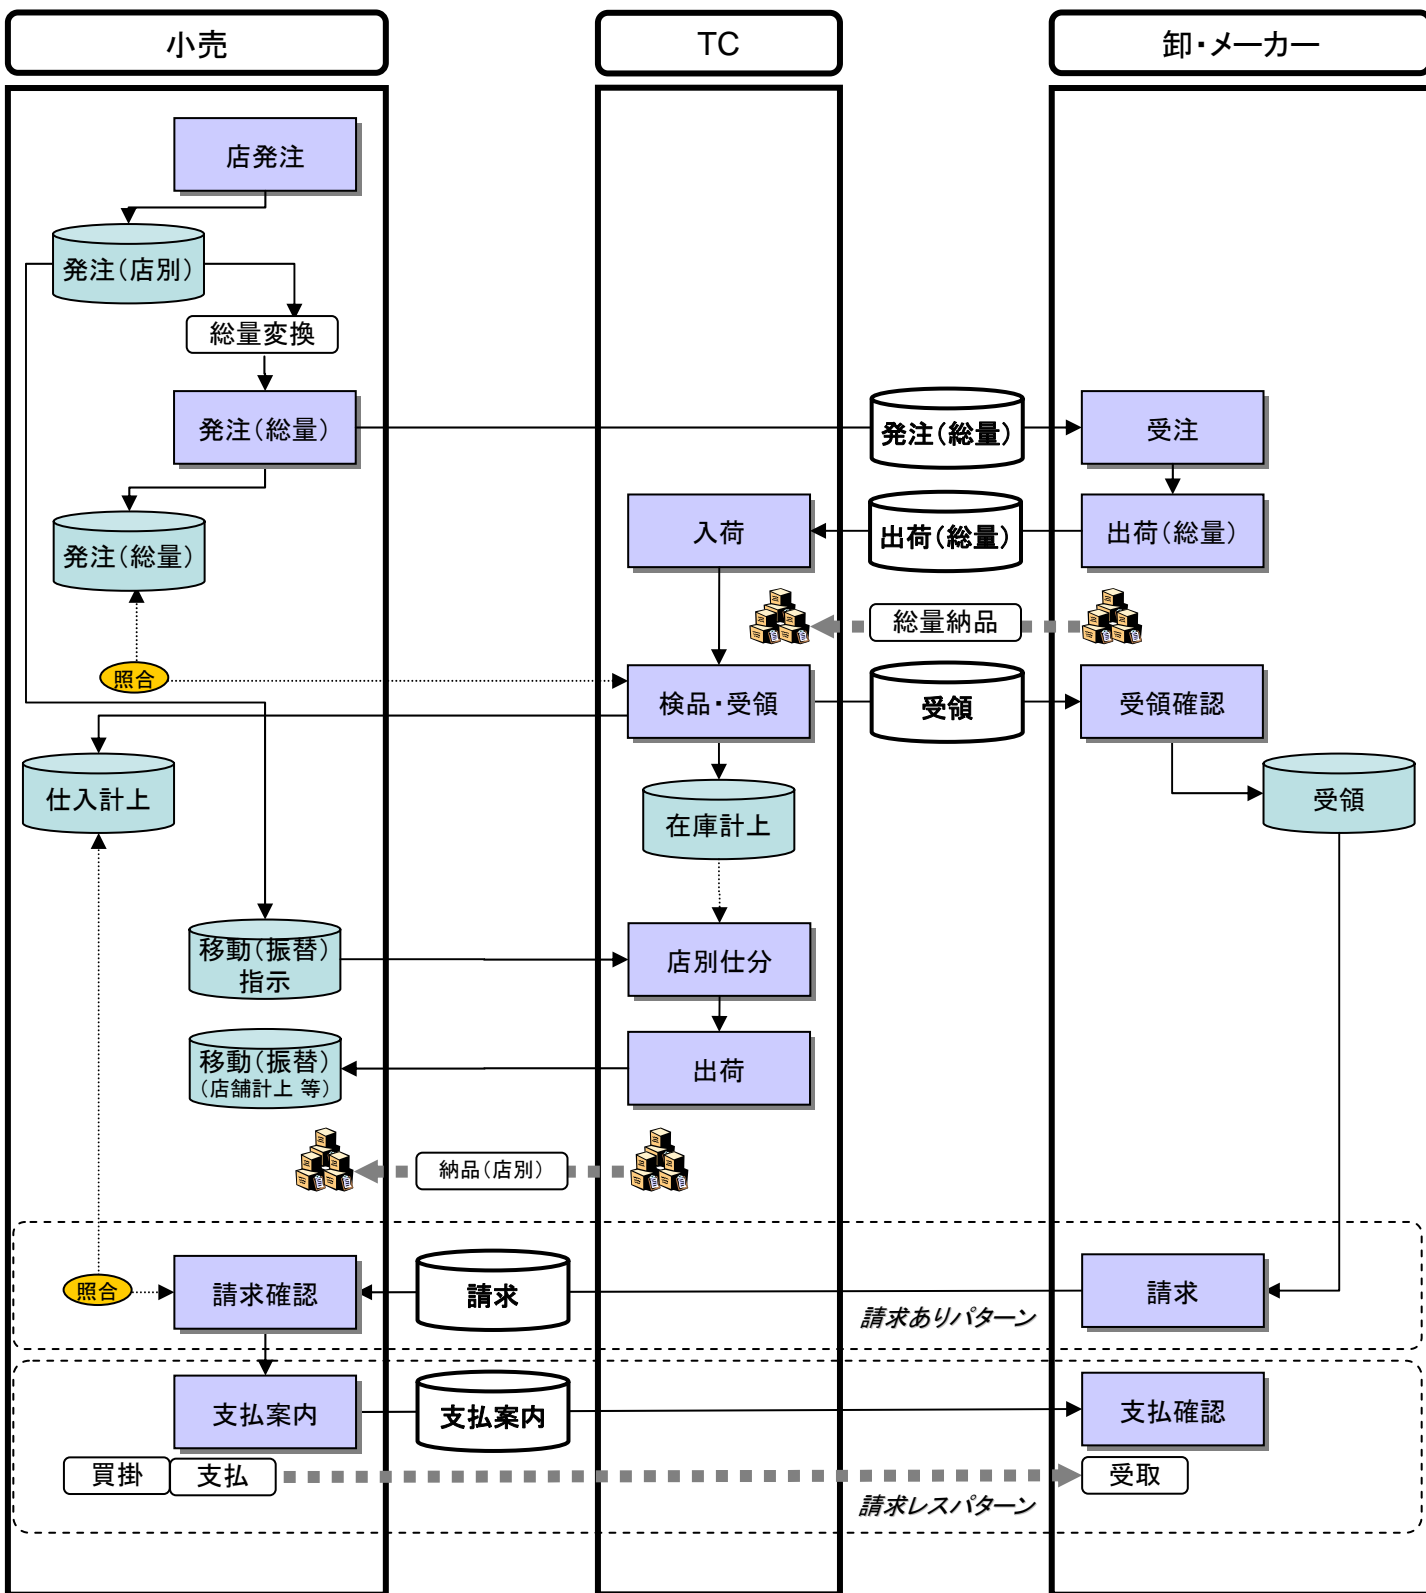 小売
TC
卸・メーカー
店発注
発注（店別）
総量変換
発注（総量）
発注（総量）
受注
発注（総量）
入荷
出荷（総量）
出荷（総量）
総量納品
照合
検品・受領
受領
受領確認
仕入計上
在庫計上
受領
移動（振替）
指示
店別仕分
移動（振替）
（店舗計上 等）
出荷
納品（店別）
照合
請求確認
請求
請求
請求ありパターン
支払案内
支払案内
支払確認
買掛
支払
受取
請求レスパターン